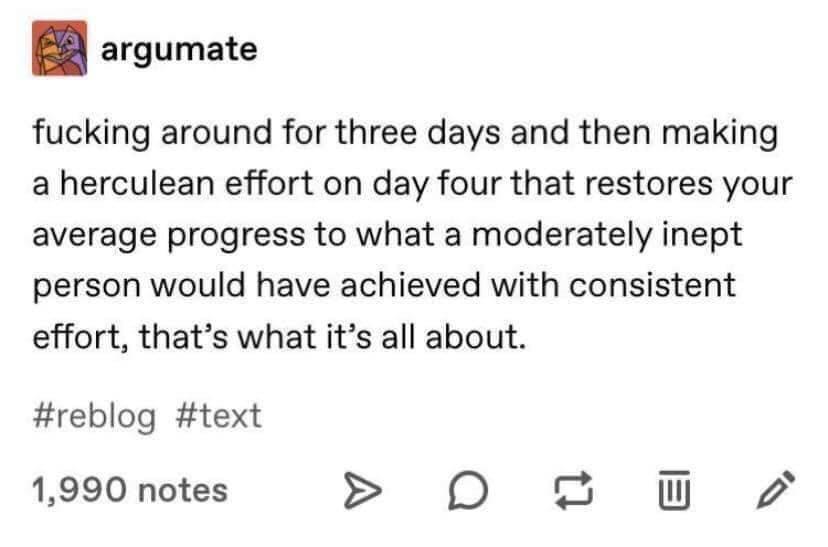 argumate
fucking around for three days and then making
a herculean effort on day four that restores your
average progress to what a moderately inept
person would have achieved with consistent
effort, that’s what it’s all about.
#reblog #text
1,990 notes